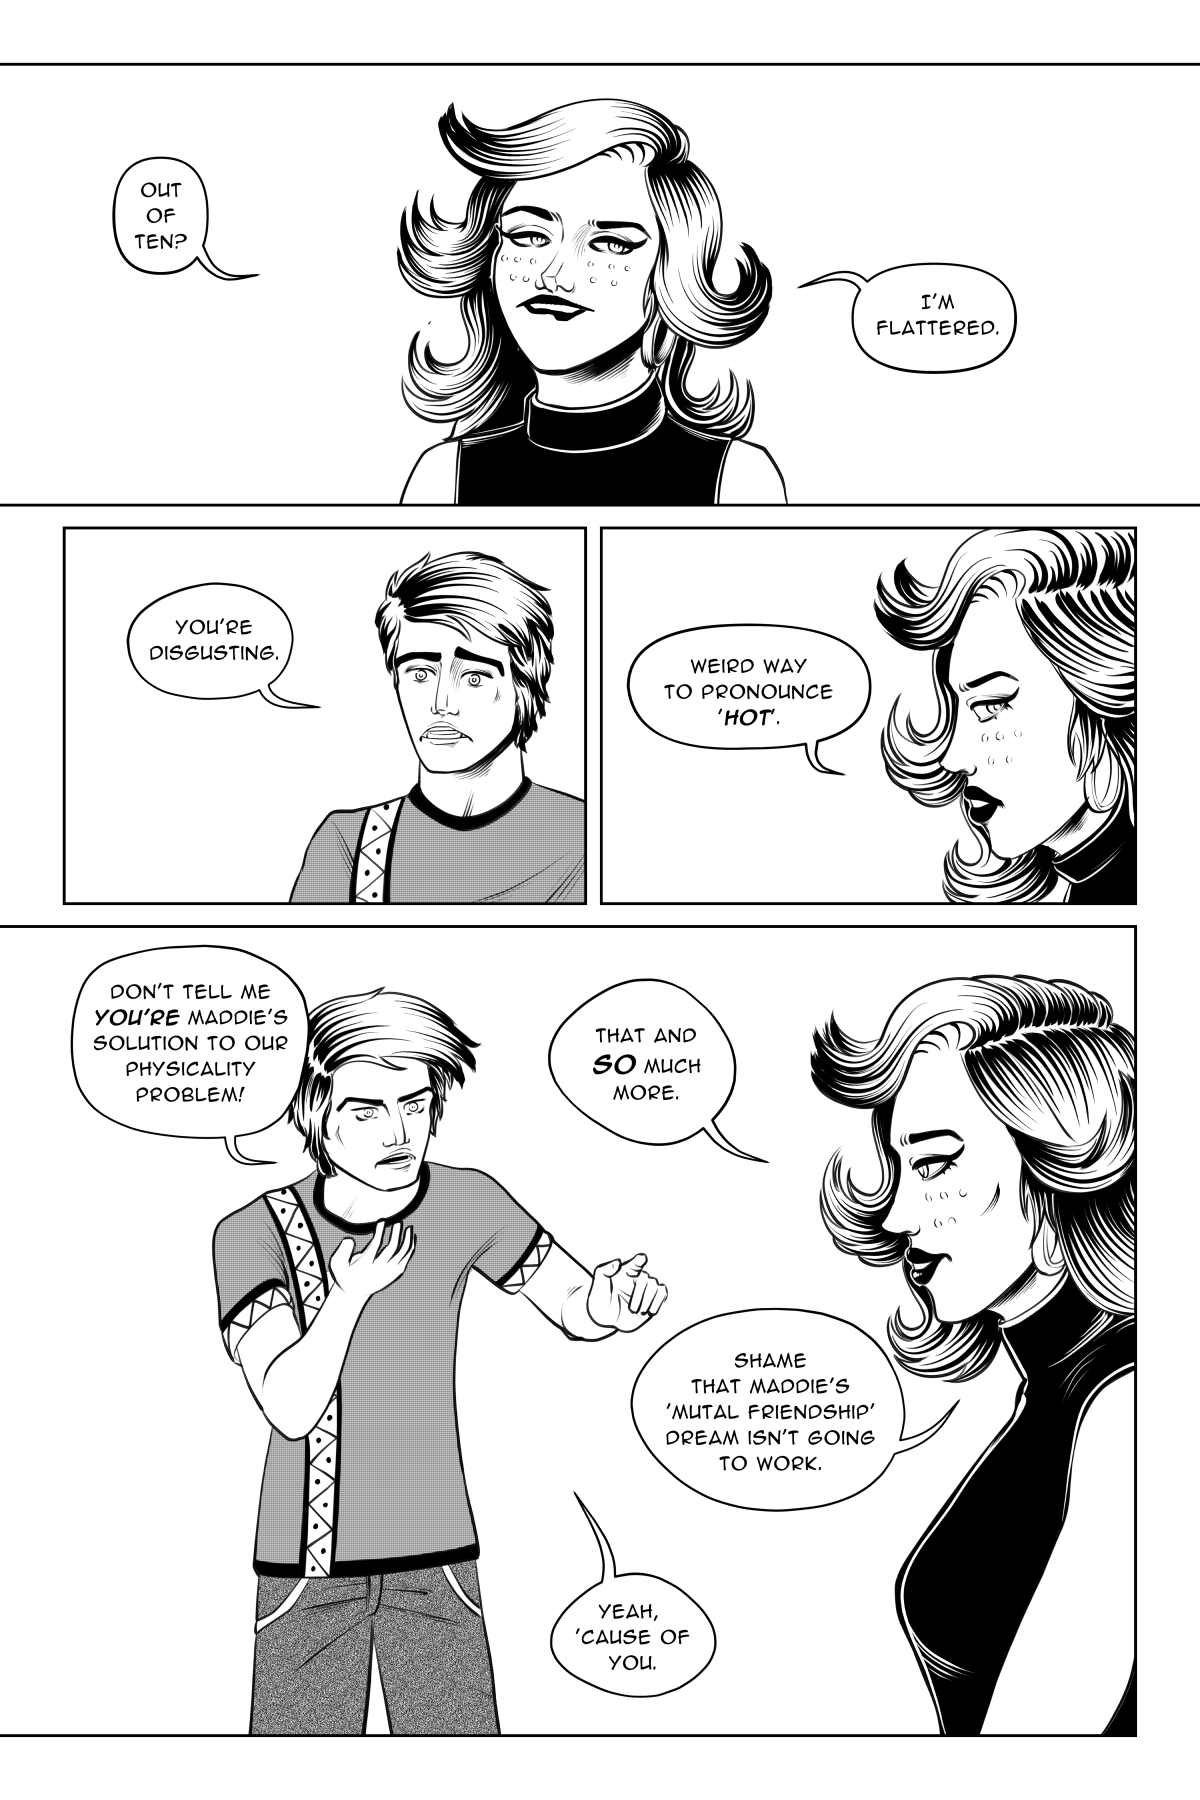 OUT
OF
TEN?
I'M
FLATTERED.
YOU'RE
DISGUSTING.
WEIRD WAY
TO PRONOUNCE
'HOT'.
DON'T TELL ME
YOU'RE MADDIE'S
SOLUTION TO OUR
PHYSICALITY
PROBLEM!
THAT AND
SO MUCH
MORE.
SHAME
THAT MADDIE'S
'MUTAL FRIENDSHIP'
DREAM ISN'T GOING
TO WORK.
YEAH,
'CAUSE OF
YOU.